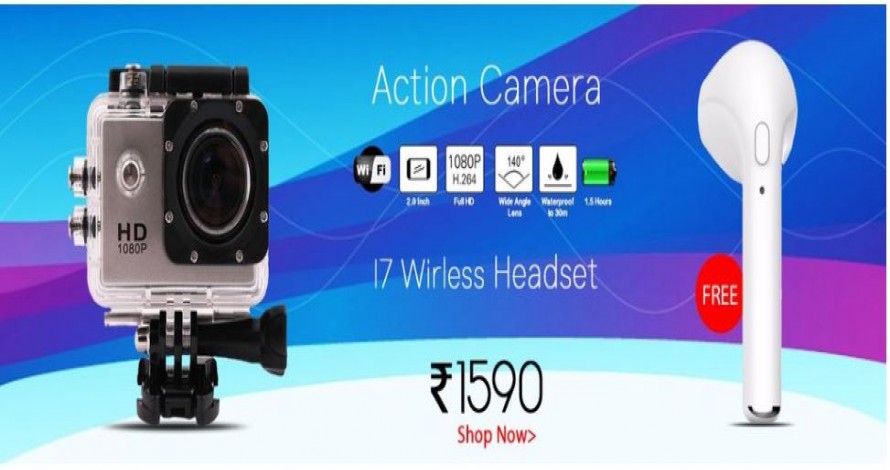 Action Camera
Wi Fi
1080P
H.264
140°
2.0 Inch
Full HD
Wide Angle
Lens
Waterproof
to 30m
1.5 Hours
HD
1080P
I7 Wirless Headset
FREE
₹1590
Shop Now>